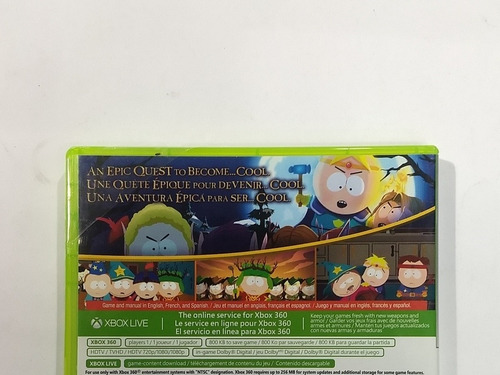 AN EPIC QUEST TO BECOME...COOL.
UNE QUÊTE ÉPIQUE POUR DEVENIR...COOL.
UNA AVENTURA ÉPICA PARA SER...COOL.
Game and manual in English, French, and Spanish. / Jeu et manuel en anglais, français et espagnol. / Juego y manual en inglés, francés y español.
XBOX LIVE
The online service for Xbox 360
Le service en ligne pour Xbox 360
El servicio en línea para Xbox 360
Keep your games fresh with new weapons and
armor / Garder vos jeux frais avec de nouvelles
armes et armures / Mantén tus juegos actualizados
con nuevas armas y armaduras
XBOX 360
players 1 / 1 joueur / 1 jugador
800 KB to save game / 800 Ko par sauvegarde / 800 KB para guardar la partida
HDTV / TVHD / HDTV 720p/1080i/1080p
in-game Dolby® Digital / jeu Dolby® Digital / Dolby® Digital durante el juego
XBOX LIVE
game-content download / téléchargement de contenu du jeu / contenido descargable
For use only with Xbox 360® entertainment systems with "NTSC" designation. Xbox 360 requires up to 256 MB for system updates and additional storage for some game features.